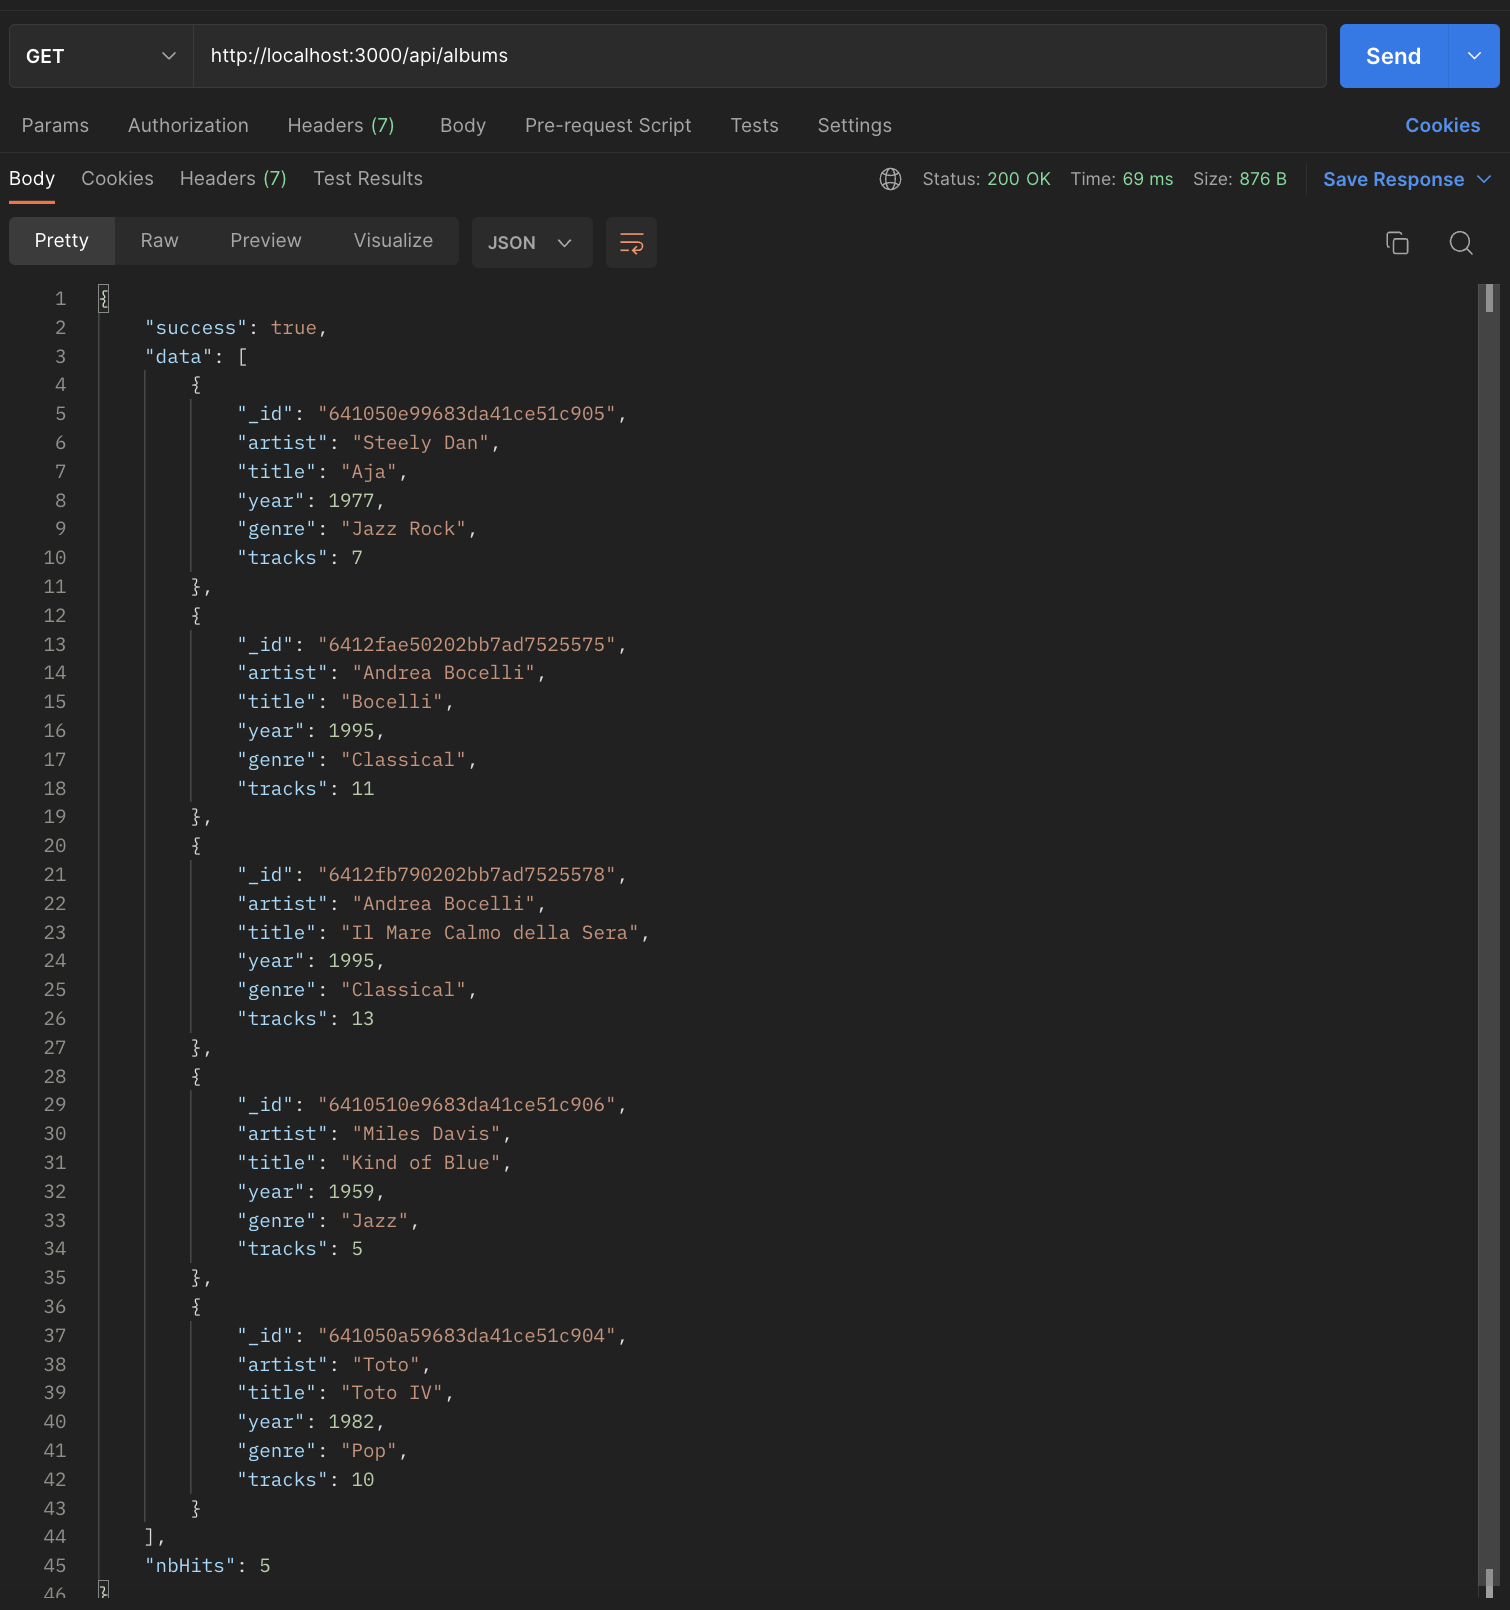 GET http://localhost:3000/api/albums Send
Params Authorization Headers (7) Body Pre-request Script Tests Settings Cookies
Body Cookies Headers (7) Test Results Status: 200 OK Time: 69 ms Size: 876 B Save Response
Pretty Raw Preview Visualize JSON
1 {
2 "success": true,
3 "data": [
4 {
5 "_id": "641050e99683da41ce51c905",
6 "artist": "Steely Dan",
7 "title": "Aja",
8 "year": 1977,
9 "genre": "Jazz Rock",
10 "tracks": 7
11 },
12 {
13 "_id": "6412fae50202bb7ad7525575",
14 "artist": "Andrea Bocelli",
15 "title": "Bocelli",
16 "year": 1995,
17 "genre": "Classical",
18 "tracks": 11
19 },
20 {
21 "_id": "6412fb790202bb7ad7525578",
22 "artist": "Andrea Bocelli",
23 "title": "Il Mare Calmo della Sera",
24 "year": 1995,
25 "genre": "Classical",
26 "tracks": 13
27 },
28 {
29 "_id": "6410510e9683da41ce51c906",
30 "artist": "Miles Davis",
31 "title": "Kind of Blue",
32 "year": 1959,
33 "genre": "Jazz",
34 "tracks": 5
35 },
36 {
37 "_id": "641050a59683da41ce51c904",
38 "artist": "Toto",
39 "title": "Toto IV",
40 "year": 1982,
41 "genre": "Pop",
42 "tracks": 10
43 }
44 ],
45 "nbHits": 5
46 }